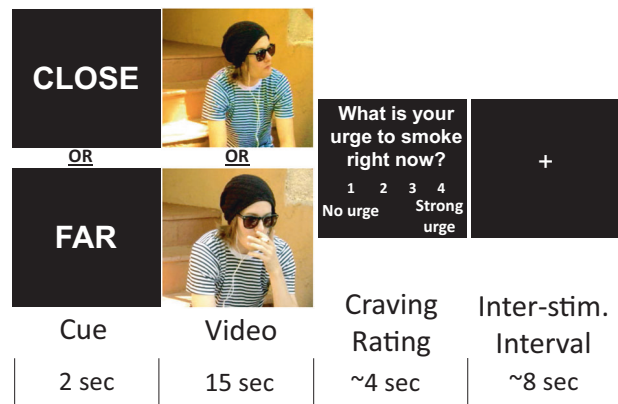 CLOSE
OR
OR
FAR
What is your
urge to smoke
right now?
1 2 3 4
No urge Strong
urge
+
Cue
Video
Craving
Rating
Inter-stim.
Interval
2 sec
15 sec
~4 sec
~8 sec